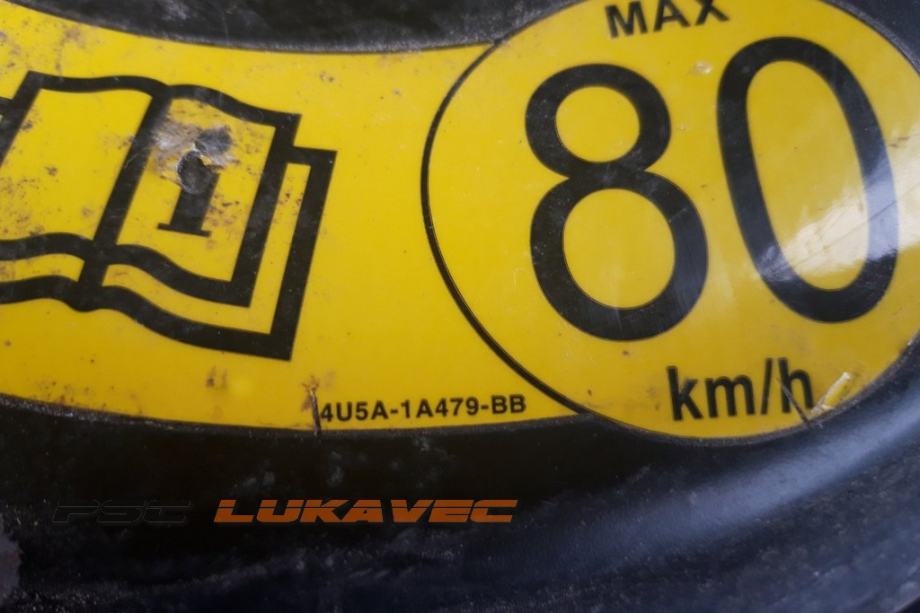 MAX
80
km/h
i
4U5A-1A479-BB
PSC LUKAVEC